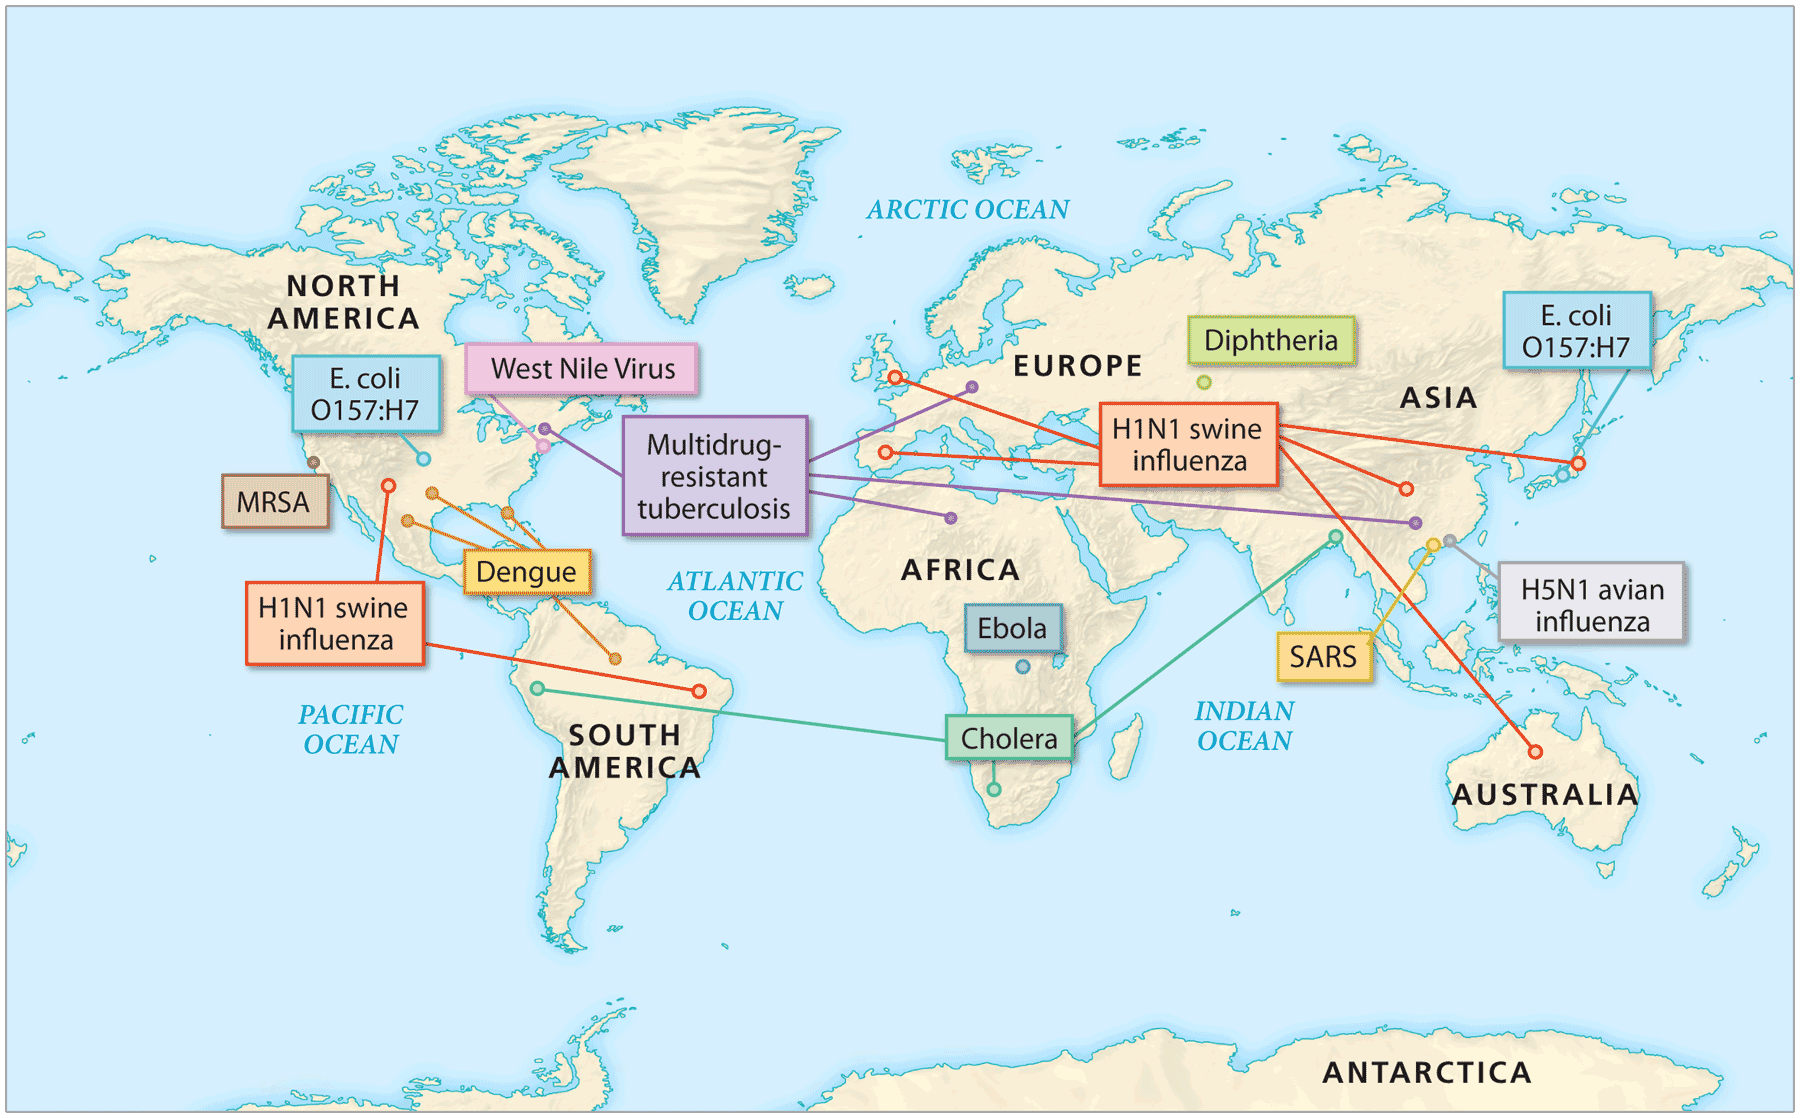 ARCTIC OCEAN
NORTH
AMERICA
E. coli
O157:H7
West Nile Virus
EUROPE
Diphtheria
ASIA
E. coli
O157:H7
MRSA
Multidrug-
resistant
tuberculosis
H1N1 swine
influenza
Dengue
H1N1 swine
influenza
ATLANTIC
OCEAN
AFRICA
Ebola
SARS
H5N1 avian
influenza
PACIFIC
OCEAN
SOUTH
AMERICA
Cholera
INDIAN
OCEAN
AUSTRALIA
ANTARCTICA